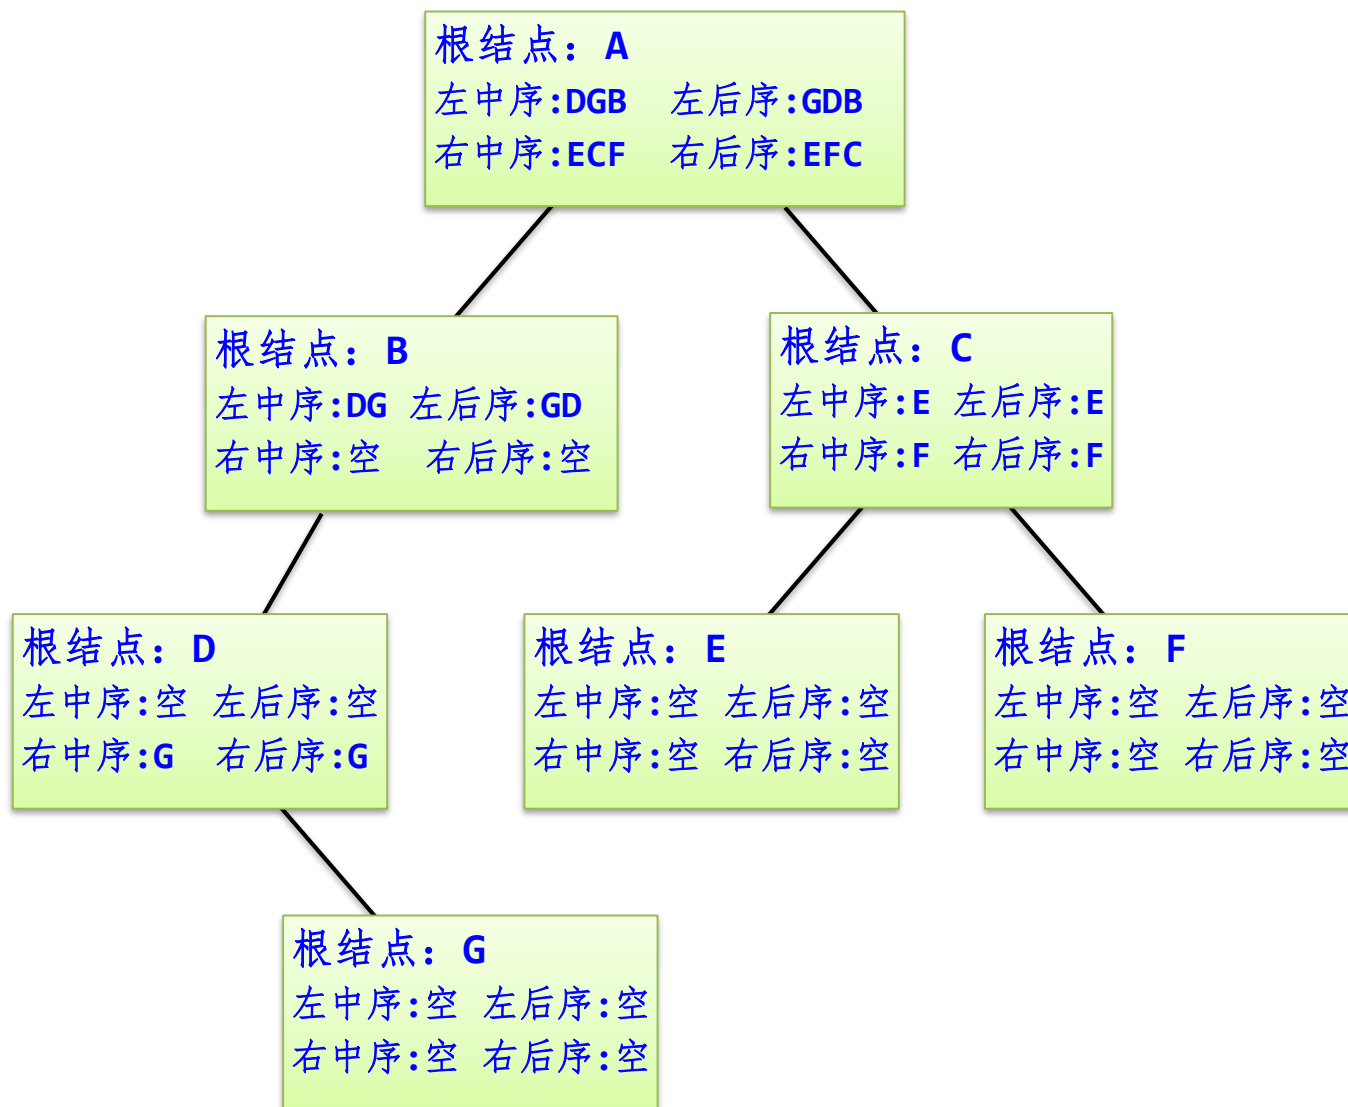 根结点：A
左中序:DGB 左后序:GDB
右中序:ECF 右后序:EFC
根结点：B
左中序:DG 左后序:GD
右中序:空 右后序:空
根结点：C
左中序:E 左后序:E
右中序:F 右后序:F
根结点：D
左中序:空 左后序:空
右中序:G 右后序:G
根结点：E
左中序:空 左后序:空
右中序:空 右后序:空
根结点：F
左中序:空 左后序:空
右中序:空 右后序:空
根结点：G
左中序:空 左后序:空
右中序:空 右后序:空